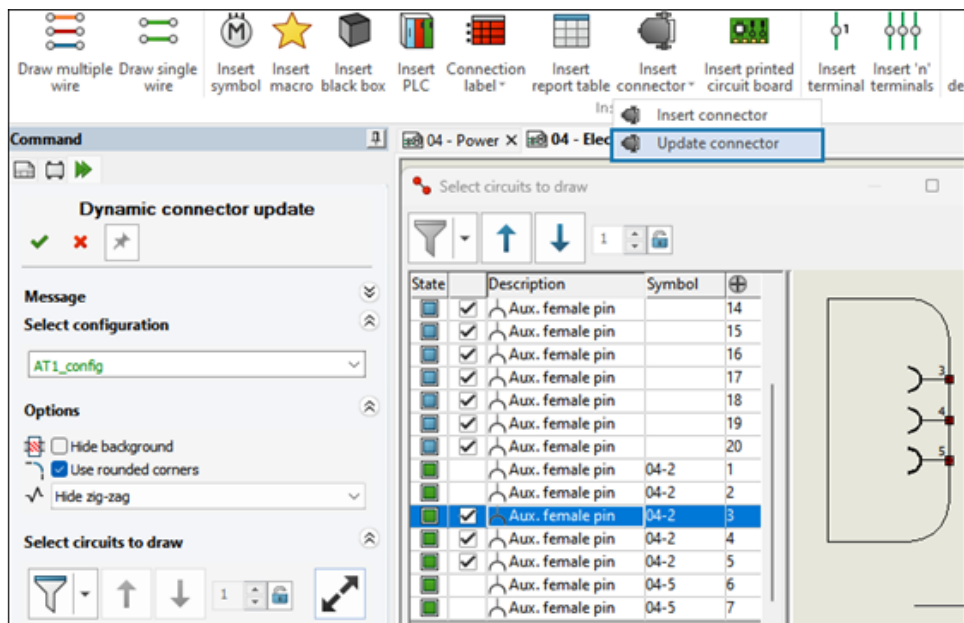 Draw multiple wire
Draw single wire
Insert symbol
Insert macro
Insert black box
Insert PLC
Connection label
Insert report table
Insert connector
Insert printed circuit board
Insert terminal
Insert 'n' terminals
Insert connector
Update connector
Command
04 - Power
04 - Elec
Dynamic connector update
Message
Select configuration
AT1_config
Options
Hide background
Use rounded corners
Hide zig-zag
Select circuits to draw
1
Select circuits to draw
1
State Description Symbol
Aux. female pin 14
Aux. female pin 15
Aux. female pin 16
Aux. female pin 17
Aux. female pin 18
Aux. female pin 19
Aux. female pin 20
Aux. female pin 04-2 1
Aux. female pin 04-2 2
Aux. female pin 04-2 3
Aux. female pin 04-2 4
Aux. female pin 04-2 5
Aux. female pin 04-5 6
Aux. female pin 04-5 7
3
4
5